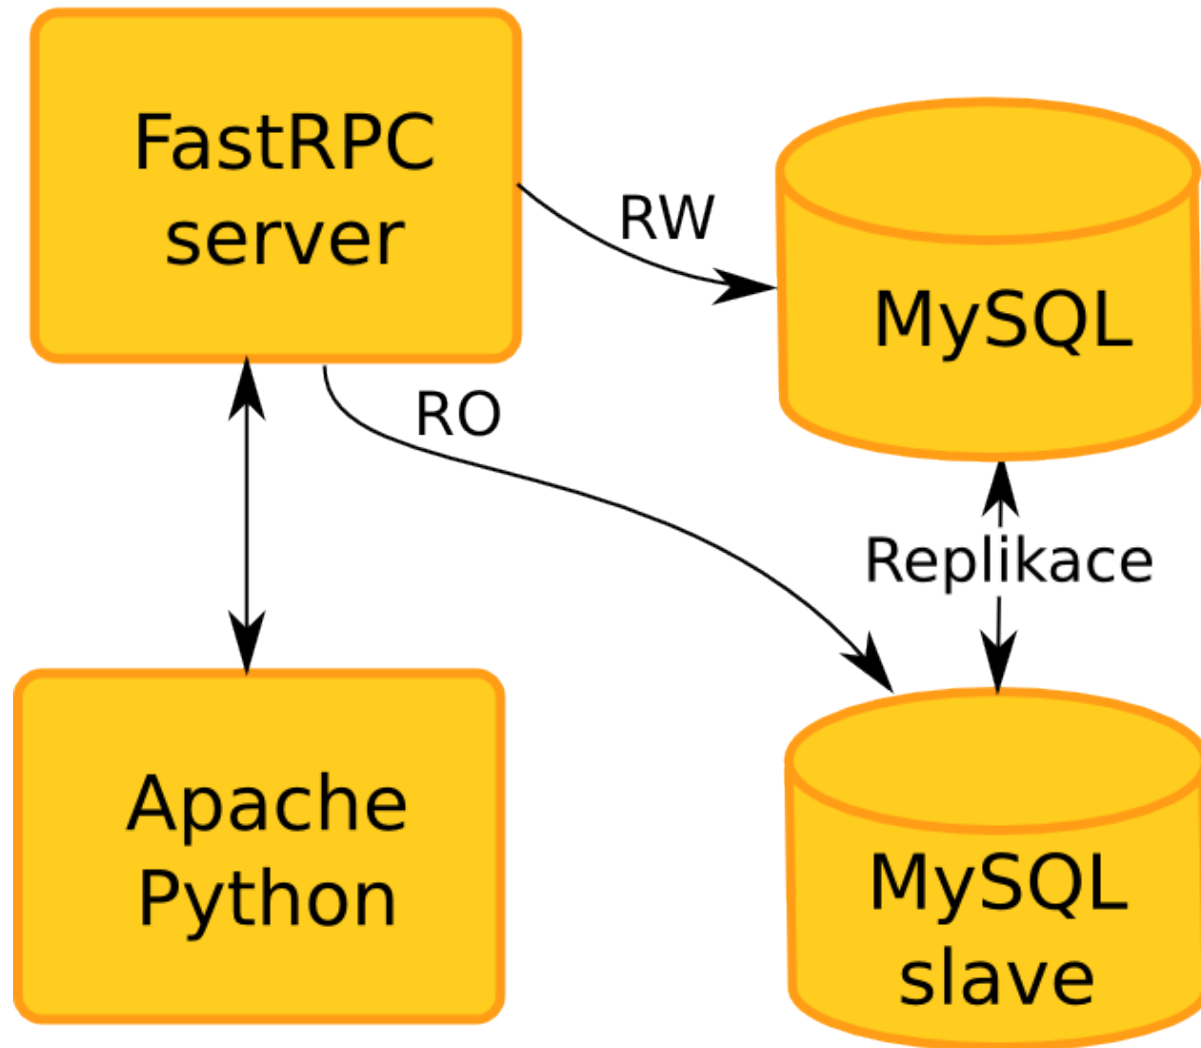 FastRPC
server
RW
MySQL
RO
Replikace
Apache
Python
MySQL
slave